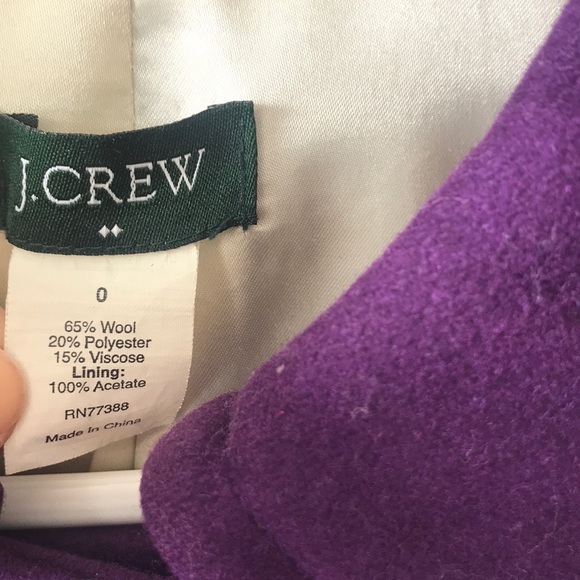 J.CREW
0
65% Wool
20% Polyester
15% Viscose
Lining:
100% Acetate
RN77388
Made In China